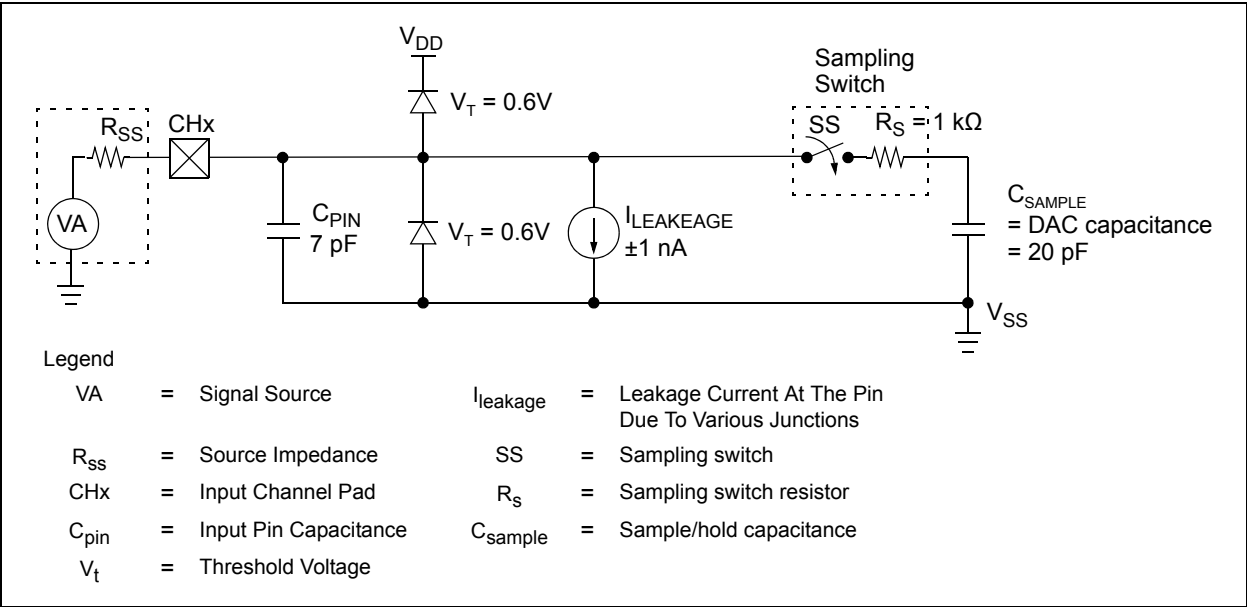 VDD
Sampling
Switch
VT = 0.6V
RSS
CHx
SS
RS = 1 kΩ
VA
CPIN
7 pF
VT = 0.6V
ILEAKEAGE
±1 nA
CSAMPLE
= DAC capacitance
= 20 pF
VSS
Legend
VA = Signal Source
Ileakage = Leakage Current At The Pin
Due To Various Junctions
Rss = Source Impedance
SS = Sampling switch
CHx = Input Channel Pad
Rs = Sampling switch resistor
Cpin = Input Pin Capacitance
Csample = Sample/hold capacitance
Vt = Threshold Voltage